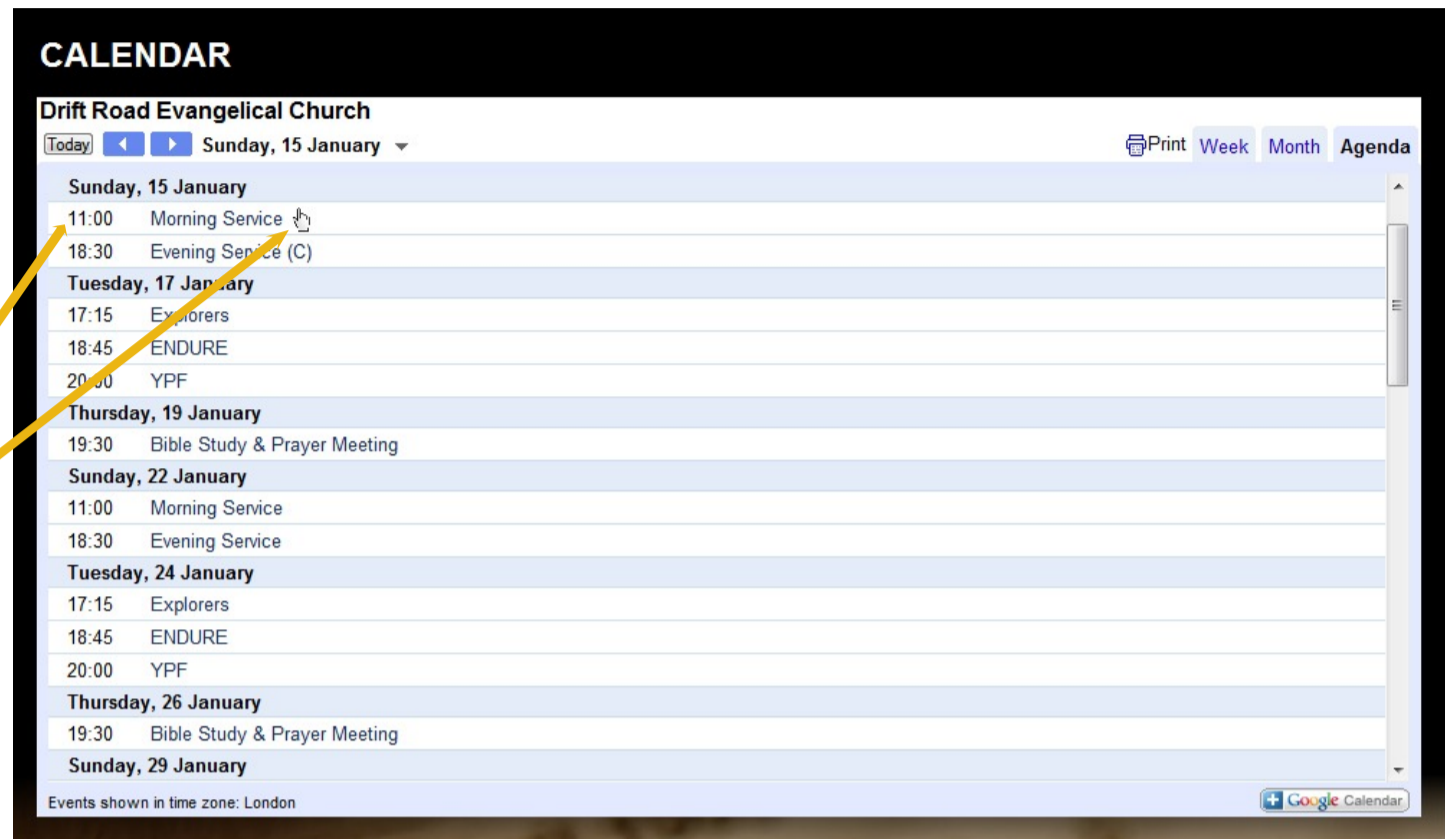 CALENDAR
Drift Road Evangelical Church
Today Sunday, 15 January Print Week Month Agenda
Sunday, 15 January
11:00 Morning Service
18:30 Evening Service (C)
Tuesday, 17 January
17:15 Explorers
18:45 ENDURE
20:00 YPF
Thursday, 19 January
19:30 Bible Study & Prayer Meeting
Sunday, 22 January
11:00 Morning Service
18:30 Evening Service
Tuesday, 24 January
17:15 Explorers
18:45 ENDURE
20:00 YPF
Thursday, 26 January
19:30 Bible Study & Prayer Meeting
Sunday, 29 January
Events shown in time zone: London Google Calendar